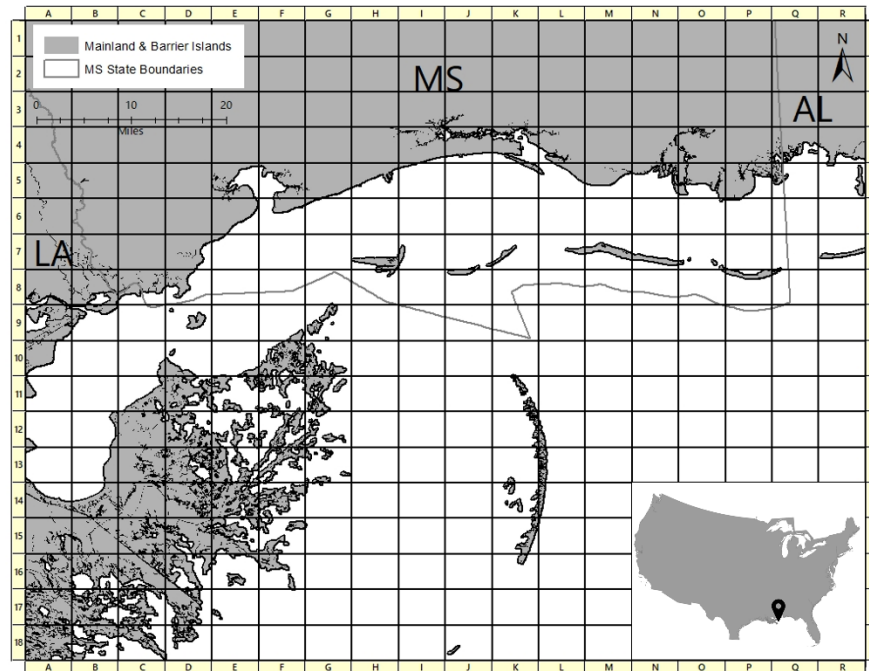 A B C D E F G H I J K L M N O P Q R
1
Mainland & Barrier Islands
MS State Boundaries
N
2
MS
3
0 10 20
Miles
AL
4
5
6
7
LA
8
9
10
11
12
13
14
15
16
17
18
A B C D E F G H I J K L M N O P Q R